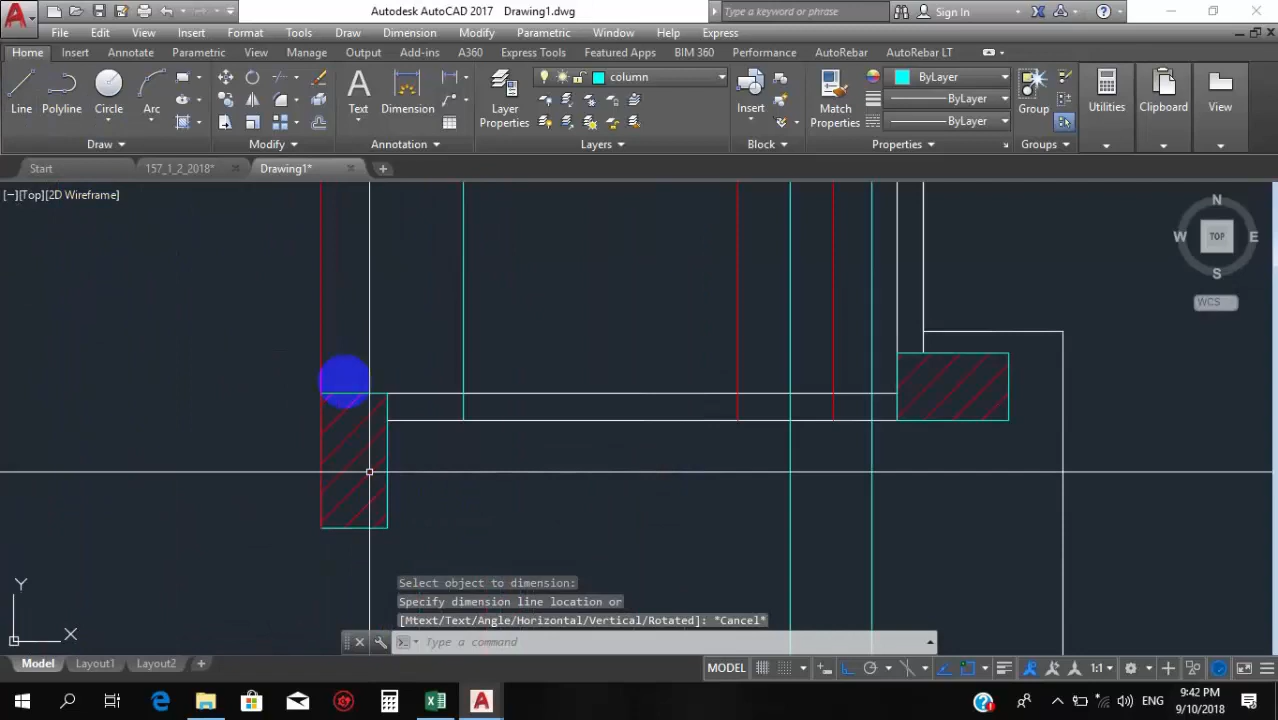 Autodesk AutoCAD 2017 Drawing1.dwg
Type a keyword or phrase
Sign In
File Edit View Insert Format Tools Draw Dimension Modify Parametric Window Help Express
Home Insert Annotate Parametric View Manage Output Add-ins A360 Express Tools Featured Apps BIM 360 Performance AutoRebar AutoRebar LT
column
ByLayer
ByLayer
ByLayer
Line Polyline Circle Arc
Text Dimension
Layer Properties
Insert
Match Properties
Group
Utilities
Clipboard
View
Draw Modify Annotation Layers Block Properties Groups
Start 157_1_2_2018* Drawing1*
[−][Top][2D Wireframe]
N
W TOP E
S
WCS
Y
X
Select object to dimension:
Specify dimension line location or
[Mtext/Text/Angle/Horizontal/Vertical/Rotated]: *Cancel*
Type a command
Model Layout1 Layout2
MODEL 1:1
ENG
9:42 PM
9/10/2018